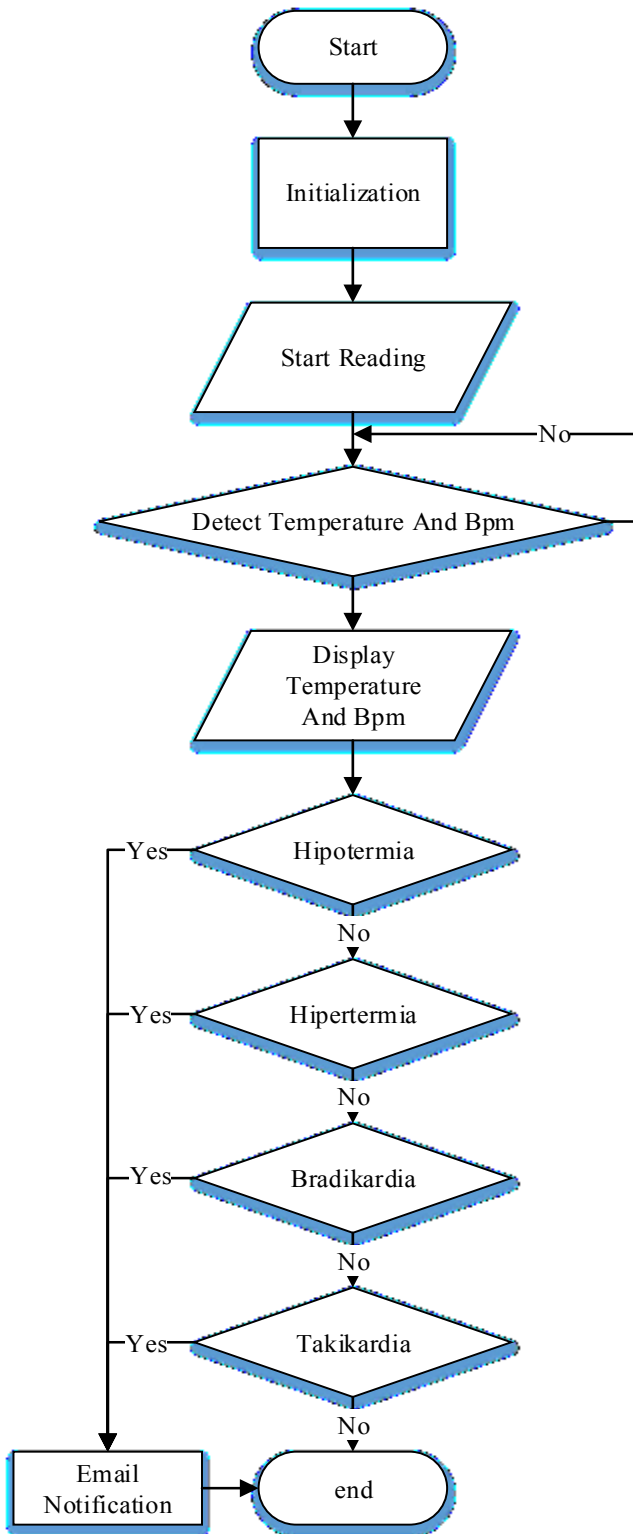 Start
Initialization
Start Reading
No
Detect Temperature And Bpm
Display
Temperature
And Bpm
Yes
Hipotermia
No
Yes
Hipertermia
No
Yes
Bradikardia
No
Yes
Takikardia
No
Email
Notification
end